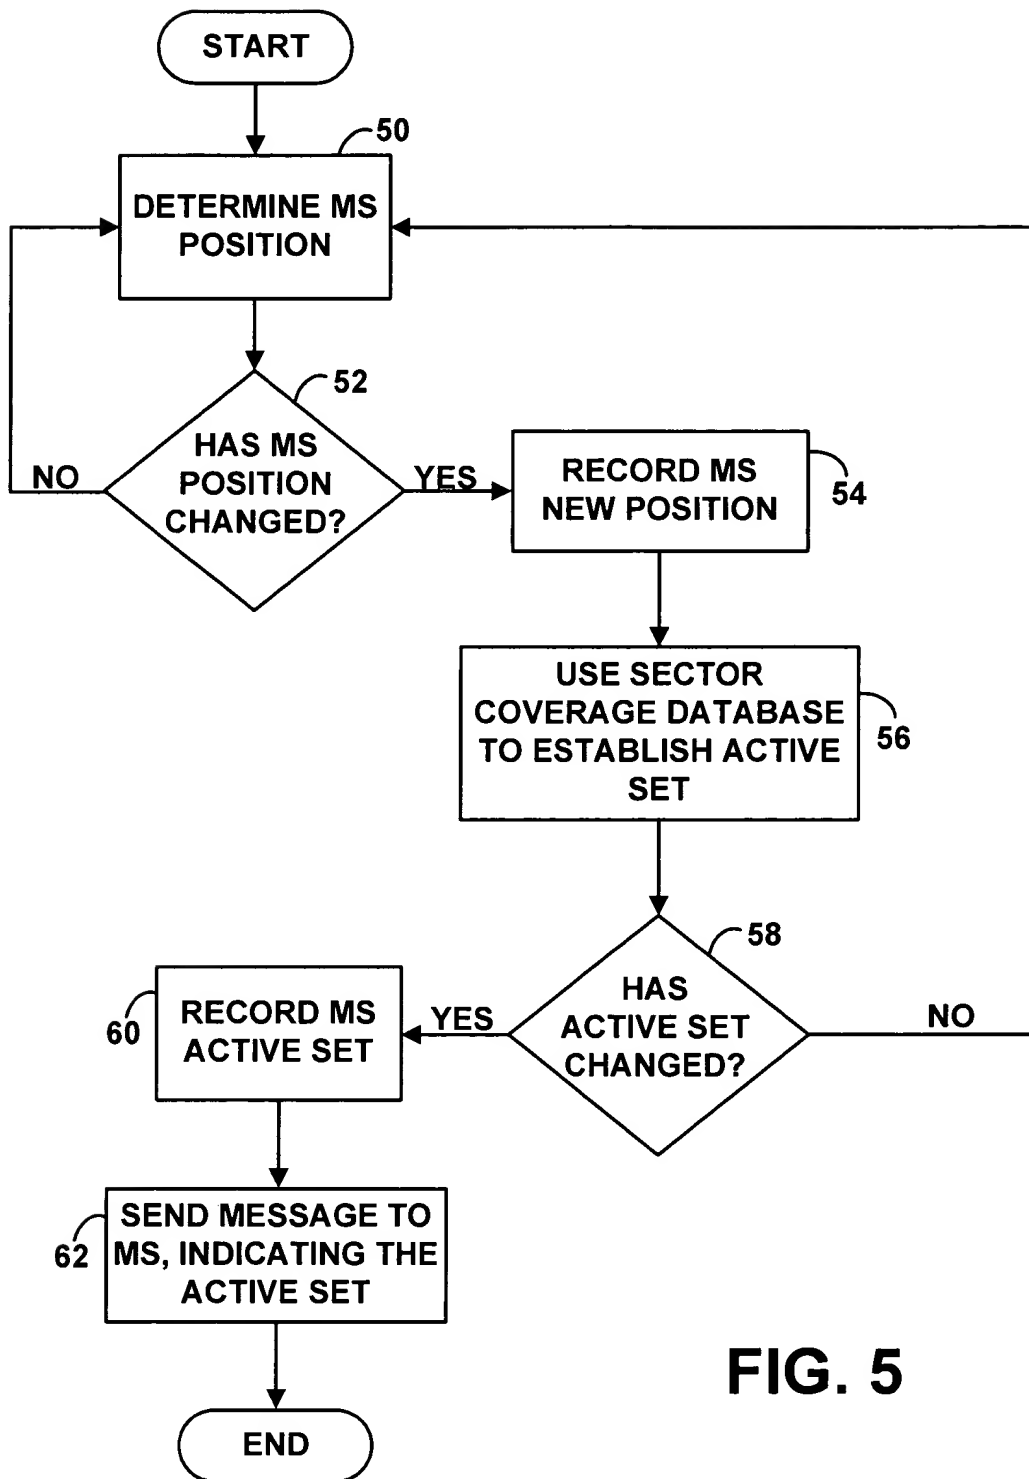 START
50
DETERMINE MS
POSITION
52
HAS MS
POSITION
CHANGED?
NO
YES
RECORD MS
NEW POSITION
54
USE SECTOR
COVERAGE DATABASE
TO ESTABLISH ACTIVE
SET
56
58
HAS
ACTIVE SET
CHANGED?
NO
YES
RECORD MS
ACTIVE SET
60
SEND MESSAGE TO
MS, INDICATING THE
ACTIVE SET
62
END
FIG. 5